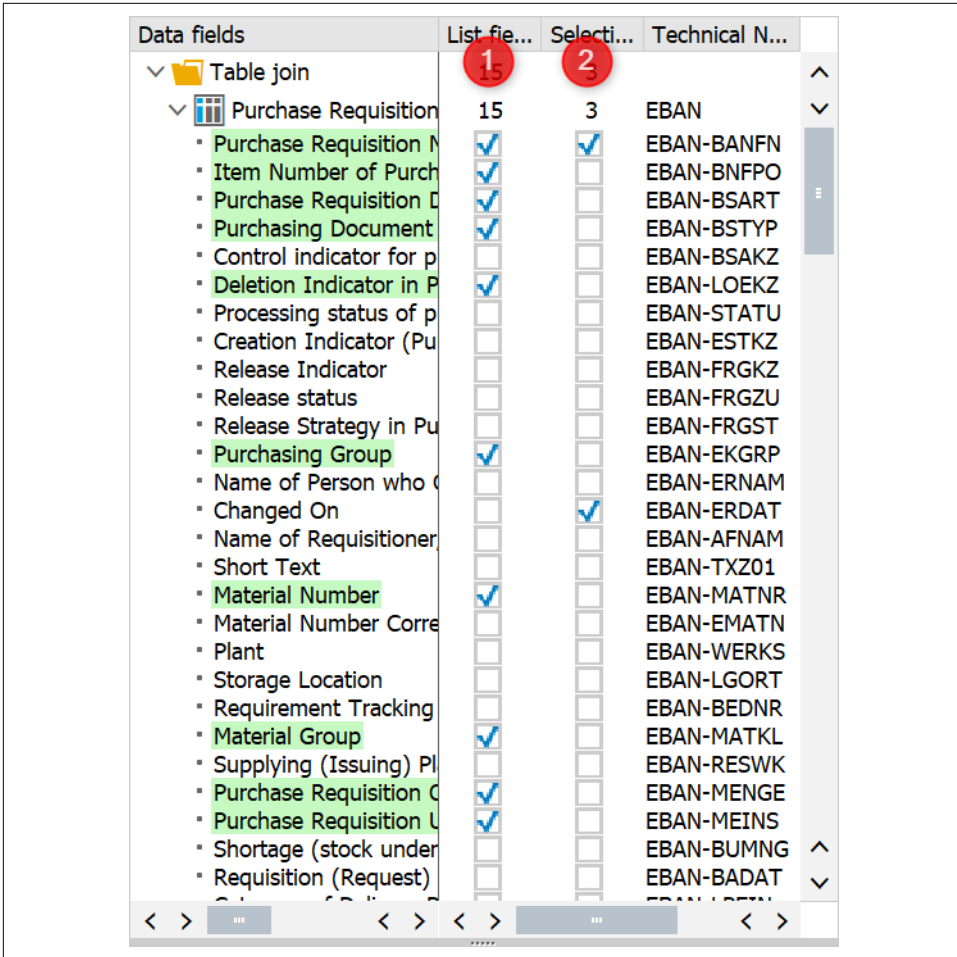 Data fields List fie... Selecti... Technical N...
Table join 15 3
1 2
Purchase Requisition 15 3 EBAN
Purchase Requisition N EBAN-BANFN
Item Number of Purch EBAN-BNFPO
Purchase Requisition D EBAN-BSART
Purchasing Document EBAN-BSTYP
Control indicator for p EBAN-BSAKZ
Deletion Indicator in P EBAN-LOEKZ
Processing status of p EBAN-STATU
Creation Indicator (Pu EBAN-ESTKZ
Release Indicator EBAN-FRGKZ
Release status EBAN-FRGZU
Release Strategy in Pu EBAN-FRGST
Purchasing Group EBAN-EKGRP
Name of Person who C EBAN-ERNAM
Changed On EBAN-ERDAT
Name of Requisitioner, EBAN-AFNAM
Short Text EBAN-TXZ01
Material Number EBAN-MATNR
Material Number Corre EBAN-EMATN
Plant EBAN-WERKS
Storage Location EBAN-LGORT
Requirement Tracking EBAN-BEDNR
Material Group EBAN-MATKL
Supplying (Issuing) Pl EBAN-RESWK
Purchase Requisition Q EBAN-MENGE
Purchase Requisition U EBAN-MEINS
Shortage (stock under EBAN-BUMNG
Requisition (Request) EBAN-BADAT